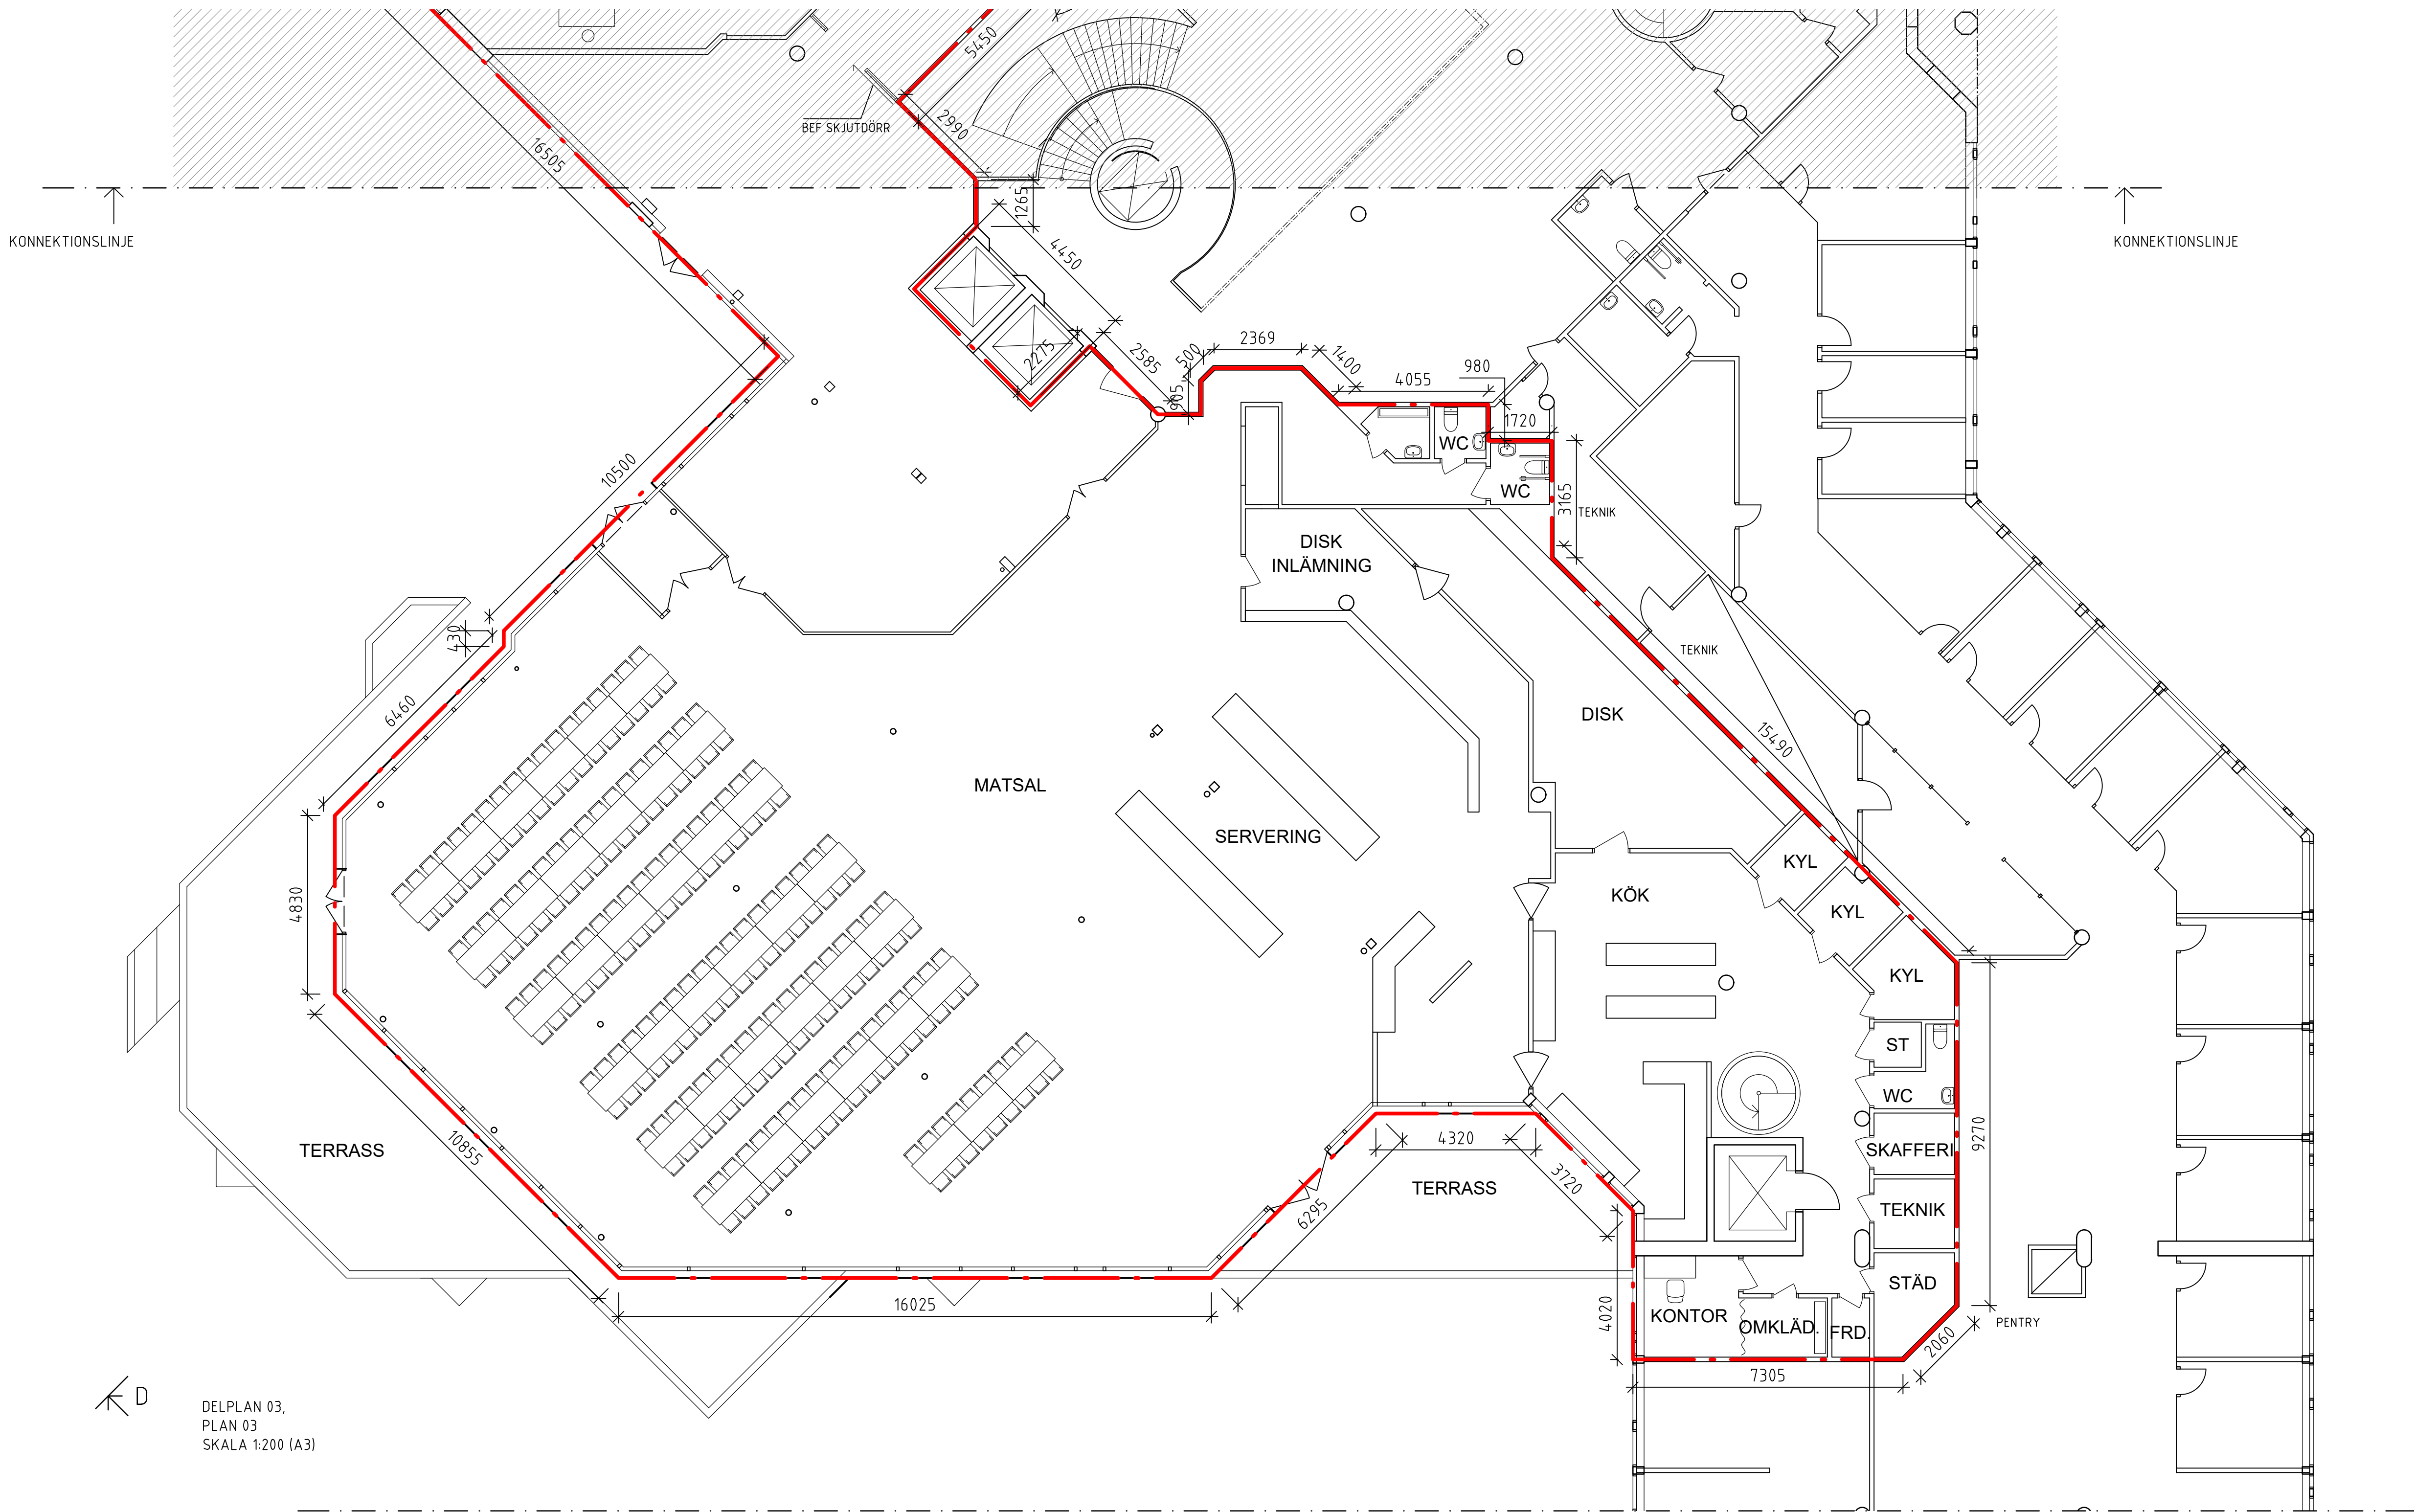 5450
2990
BEF SKJUTDÖRR
16505
1265
KONNEKTIONSLINJE
KONNEKTIONSLINJE
4450
2275
2585
500
905
2369
1400
980
4055
1720
WC
WC
3165
TEKNIK
10500
DISK
INLÄMNING
430
TEKNIK
6460
DISK
15490
MATSAL
SERVERING
KYL
KÖK
4830
KYL
KYL
ST
WC
10855
TERRASS
4320
9270
SKAFFERI
3720
TERRASS
TEKNIK
6295
STÄD
16025
4020
KONTOR
OMKLÄD.
FRD.
PENTRY
2060
7305
D
DELPLAN 03,
PLAN 03
SKALA 1:200 (A3)